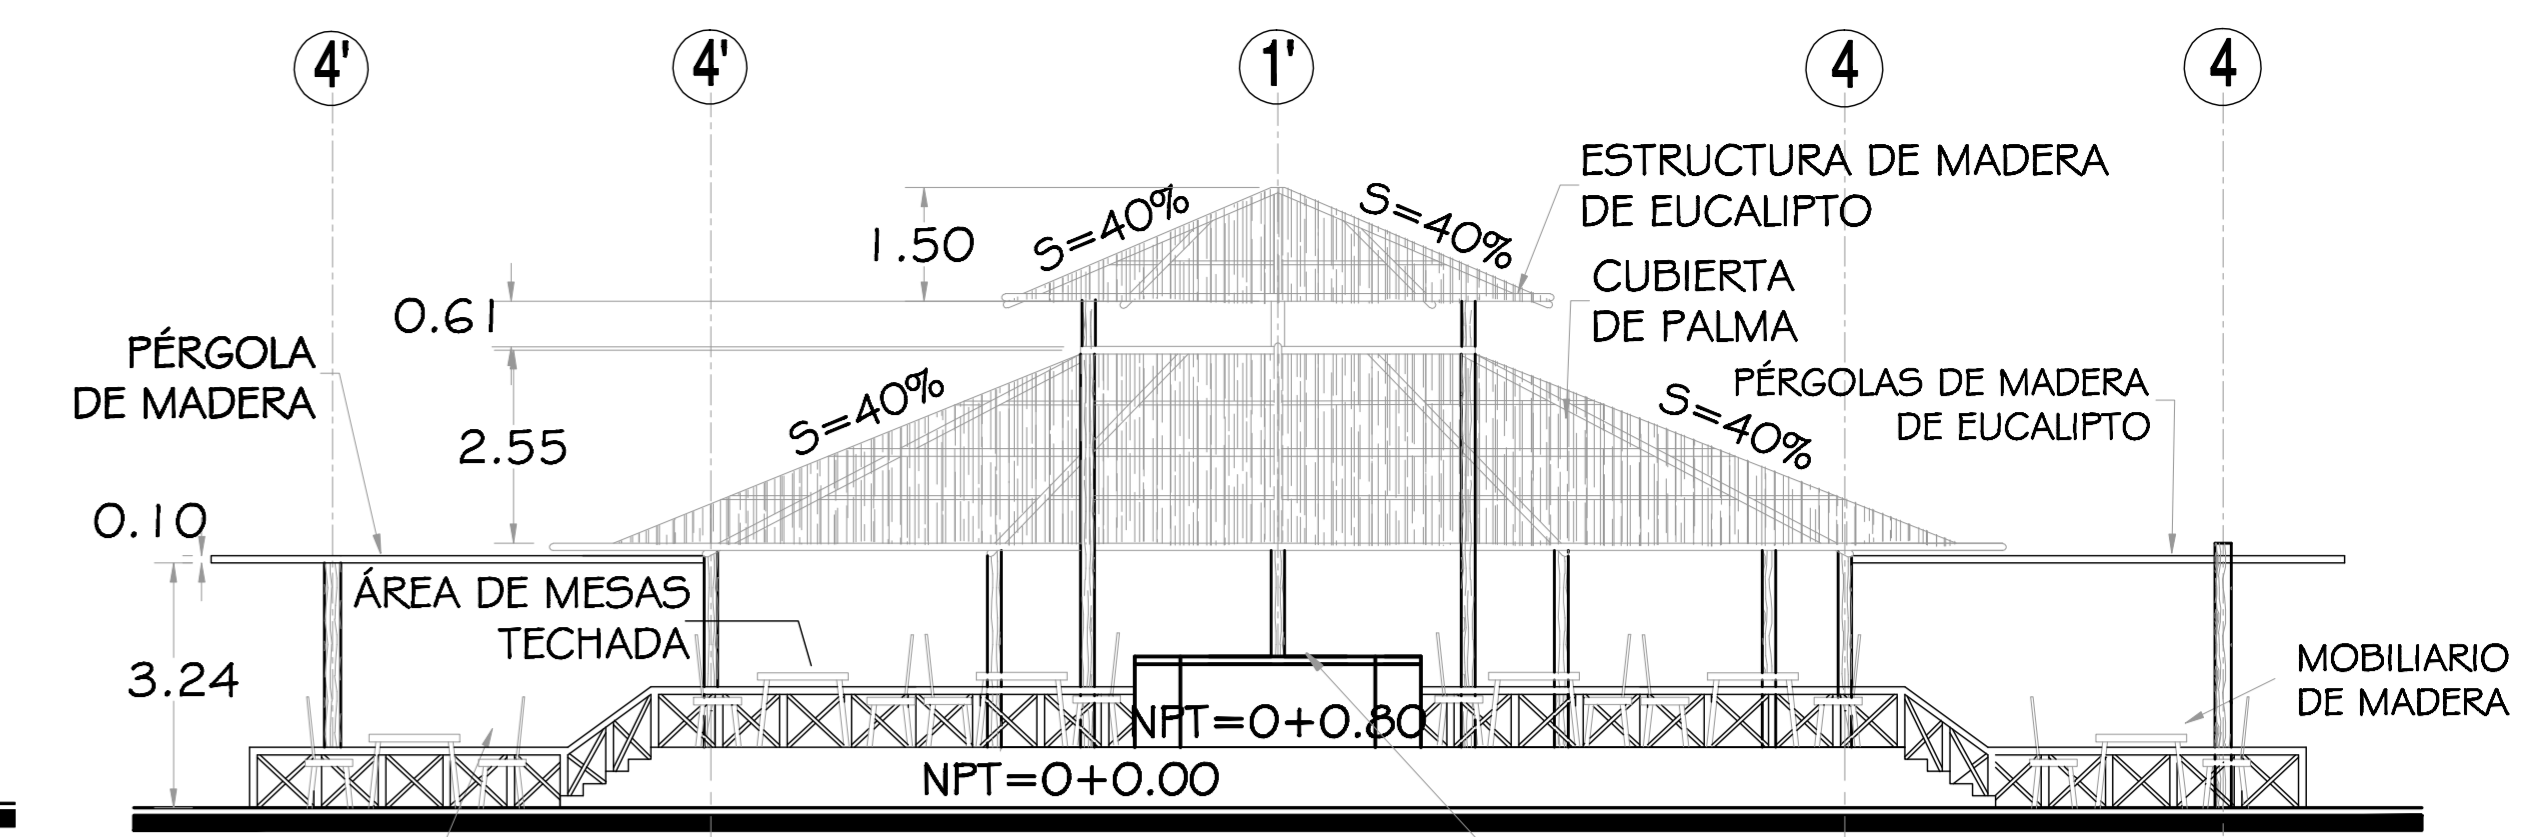 4'
4'
1'
4
4
ESTRUCTURA DE MADERA
DE EUCALIPTO
S=40%
S=40%
1.50
CUBIERTA
DE PALMA
0.61
PÉRGOLA
DE MADERA
PÉRGOLAS DE MADERA
DE EUCALIPTO
S=40%
S=40%
2.55
0.10
ÁREA DE MESAS
TECHADA
3.24
MOBILIARIO
DE MADERA
NPT=0+0.80
NPT=0+0.00